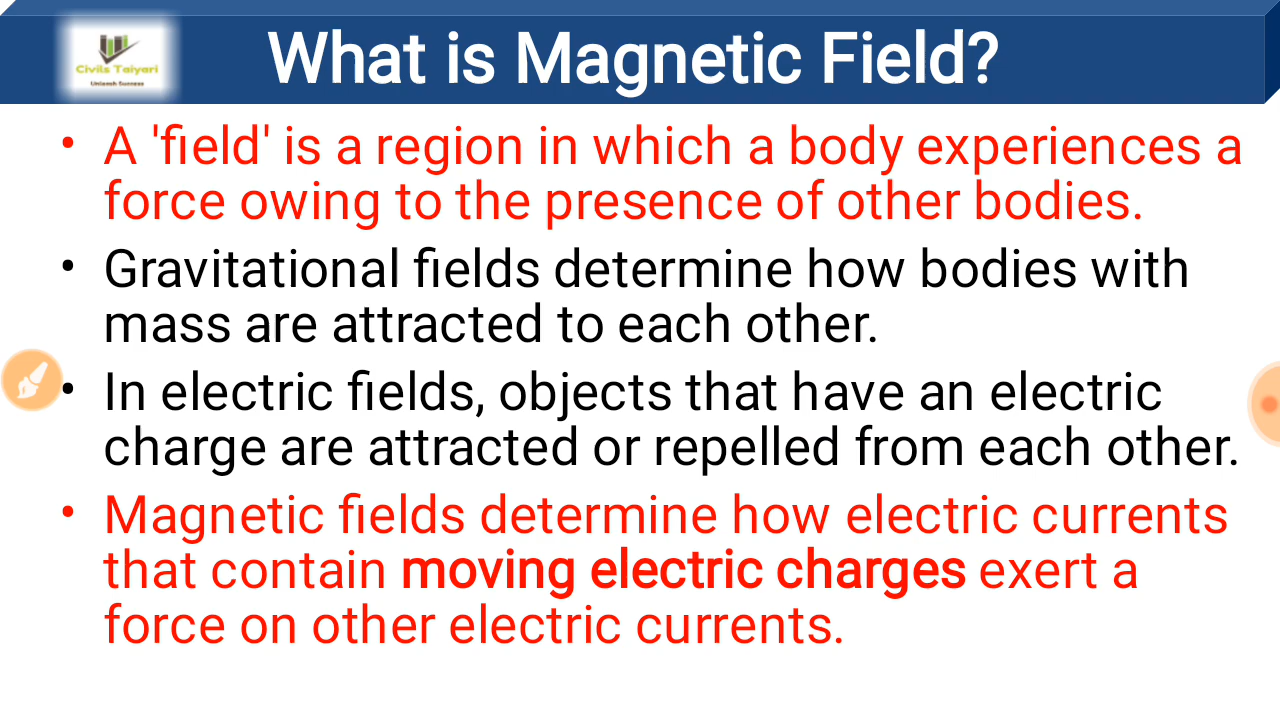 Civils Taiyari
Unleash Success
What is Magnetic Field?
• A 'field' is a region in which a body experiences a
force owing to the presence of other bodies.
• Gravitational fields determine how bodies with
mass are attracted to each other.
• In electric fields, objects that have an electric
charge are attracted or repelled from each other.
• Magnetic fields determine how electric currents
that contain moving electric charges exert a
force on other electric currents.